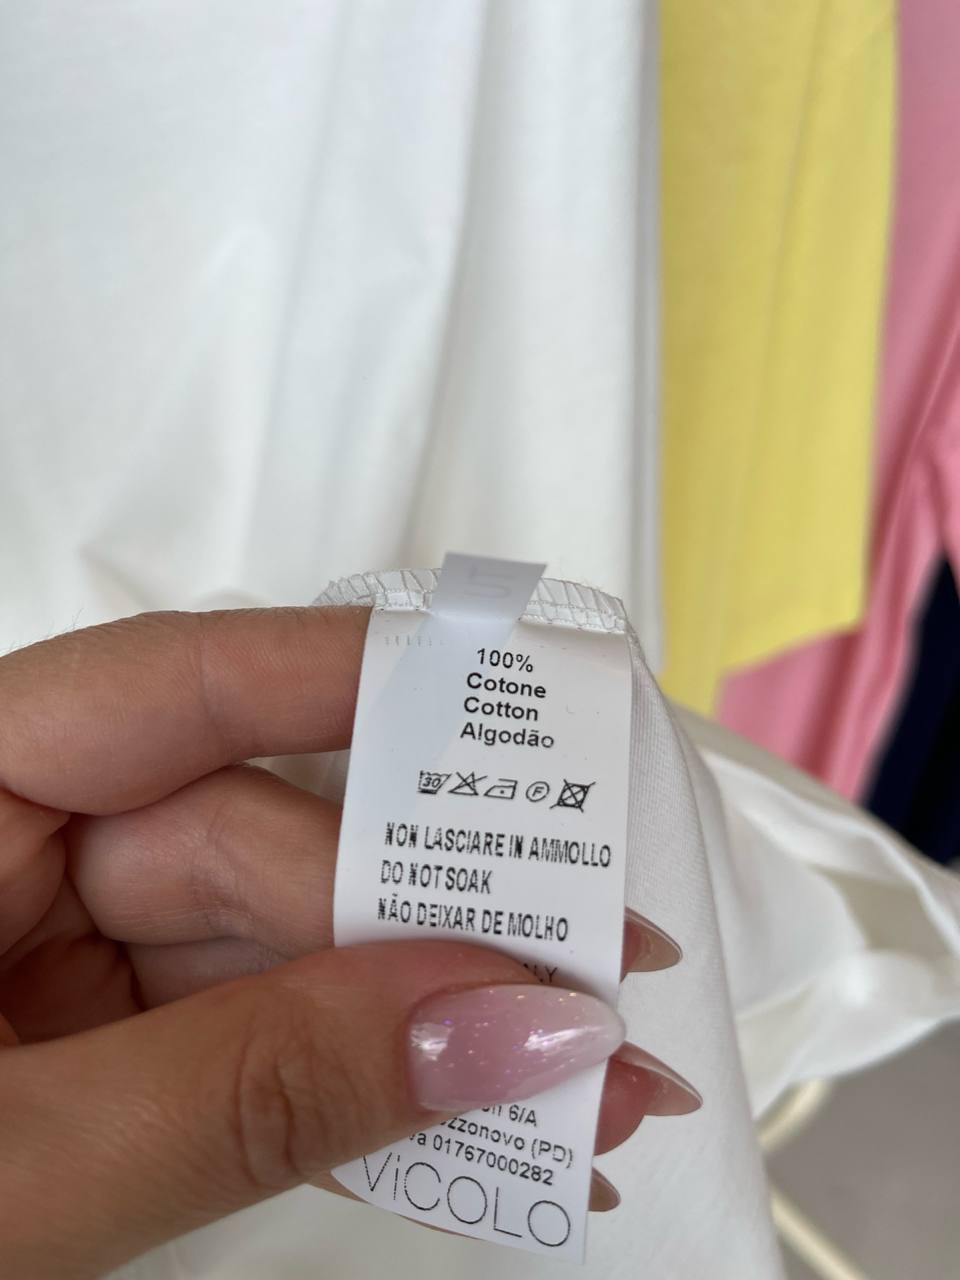 100%
Cotone
Cotton
Algodão
30
F
NON LASCIARE IN AMMOLLO
DO NOT SOAK
NÃO DEIXAR DE MOLHO
6/A
(PD)
01767000282
ViCOLO